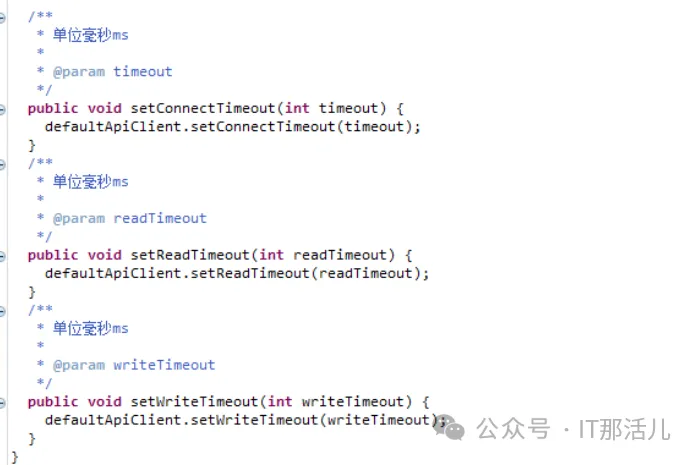 /**
 * 单位毫秒ms
 *
 * @param timeout
 */
public void setConnectTimeout(int timeout) {
  defaultApiClient.setConnectTimeout(timeout);
}
/**
 * 单位毫秒ms
 *
 * @param readTimeout
 */
public void setReadTimeout(int readTimeout) {
  defaultApiClient.setReadTimeout(readTimeout);
}
/**
 * 单位毫秒ms
 *
 * @param writeTimeout
 */
public void setWriteTimeout(int writeTimeout) {
  defaultApiClient.setWriteTimeout(writeTimeout);
}
}
公众号 · IT那活儿